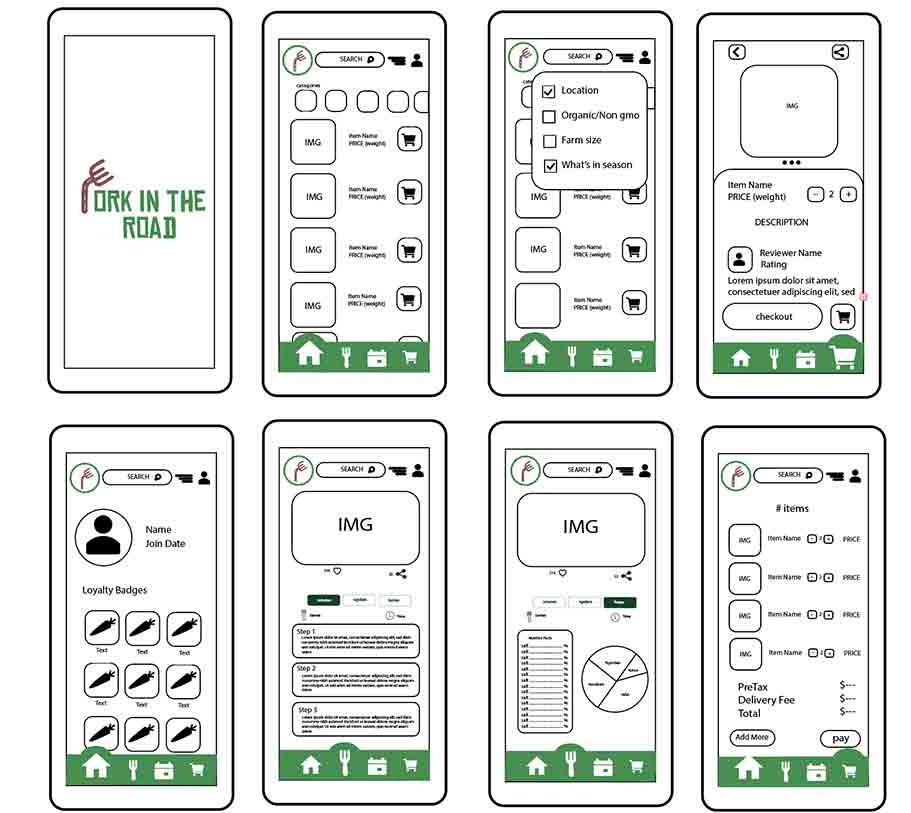 FORK IN THE
ROAD
SEARCH
categories
IMG
Item Name
PRICE (weight)
IMG
Item Name
PRICE (weight)
IMG
Item Name
PRICE (weight)
IMG
Item Name
PRICE (weight)
SEARCH
Location
Organic/Non gmo
Farm size
What's in season
IMG
Item Name
PRICE (weight)
IMG
Item Name
PRICE (weight)
Item Name
PRICE (weight)
IMG
Item Name
PRICE (weight)
− 2 +
DESCRIPTION
Reviewer Name
Rating
Lorem ipsum dolor sit amet,
consectetuer adipiscing elit, sed
checkout
SEARCH
Name
Join Date
Loyalty Badges
Text Text Text
Text Text Text
SEARCH
IMG
Step 1
Step 2
Step 3
SEARCH
IMG
Nutrition Facts
SEARCH
# items
IMG Item Name - 2 + PRICE
IMG Item Name - 2 + PRICE
IMG Item Name - 2 + PRICE
IMG Item Name - 2 + PRICE
PreTax $---
Delivery Fee $---
Total $---
Add More
pay